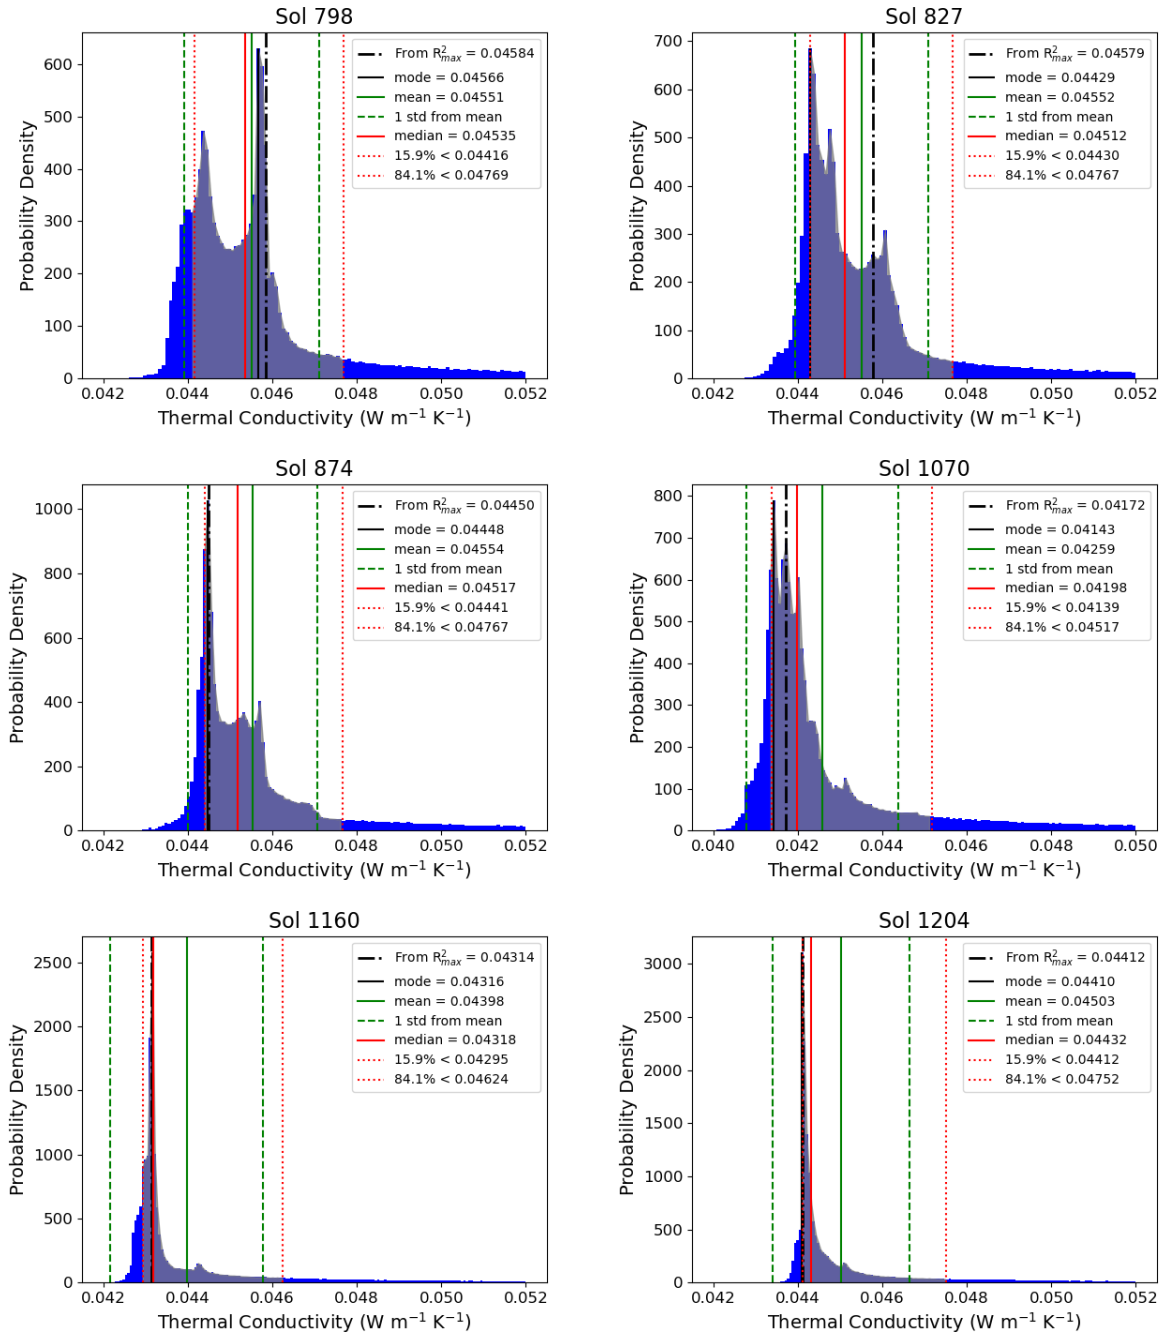 Sol 798
Probability Density
600
500
400
300
200
100
0
0.042 0.044 0.046 0.048 0.050 0.052
Thermal Conductivity (W m⁻¹ K⁻¹)
From R²max = 0.04584
mode = 0.04566
mean = 0.04551
1 std from mean
median = 0.04535
15.9% < 0.04416
84.1% < 0.04769
Sol 827
Probability Density
700
600
500
400
300
200
100
0
0.042 0.044 0.046 0.048 0.050 0.052
Thermal Conductivity (W m⁻¹ K⁻¹)
From R²max = 0.04579
mode = 0.04429
mean = 0.04552
1 std from mean
median = 0.04512
15.9% < 0.04430
84.1% < 0.04767
Sol 874
Probability Density
1000
800
600
400
200
0
0.042 0.044 0.046 0.048 0.050 0.052
Thermal Conductivity (W m⁻¹ K⁻¹)
From R²max = 0.04450
mode = 0.04448
mean = 0.04554
1 std from mean
median = 0.04517
15.9% < 0.04441
84.1% < 0.04767
Sol 1070
Probability Density
800
700
600
500
400
300
200
100
0
0.040 0.042 0.044 0.046 0.048 0.050
Thermal Conductivity (W m⁻¹ K⁻¹)
From R²max = 0.04172
mode = 0.04143
mean = 0.04259
1 std from mean
median = 0.04198
15.9% < 0.04139
84.1% < 0.04517
Sol 1160
Probability Density
2500
2000
1500
1000
500
0
0.042 0.044 0.046 0.048 0.050 0.052
Thermal Conductivity (W m⁻¹ K⁻¹)
From R²max = 0.04314
mode = 0.04316
mean = 0.04398
1 std from mean
median = 0.04318
15.9% < 0.04295
84.1% < 0.04624
Sol 1204
Probability Density
3000
2500
2000
1500
1000
500
0
0.042 0.044 0.046 0.048 0.050 0.052
Thermal Conductivity (W m⁻¹ K⁻¹)
From R²max = 0.04412
mode = 0.04410
mean = 0.04503
1 std from mean
median = 0.04432
15.9% < 0.04412
84.1% < 0.04752